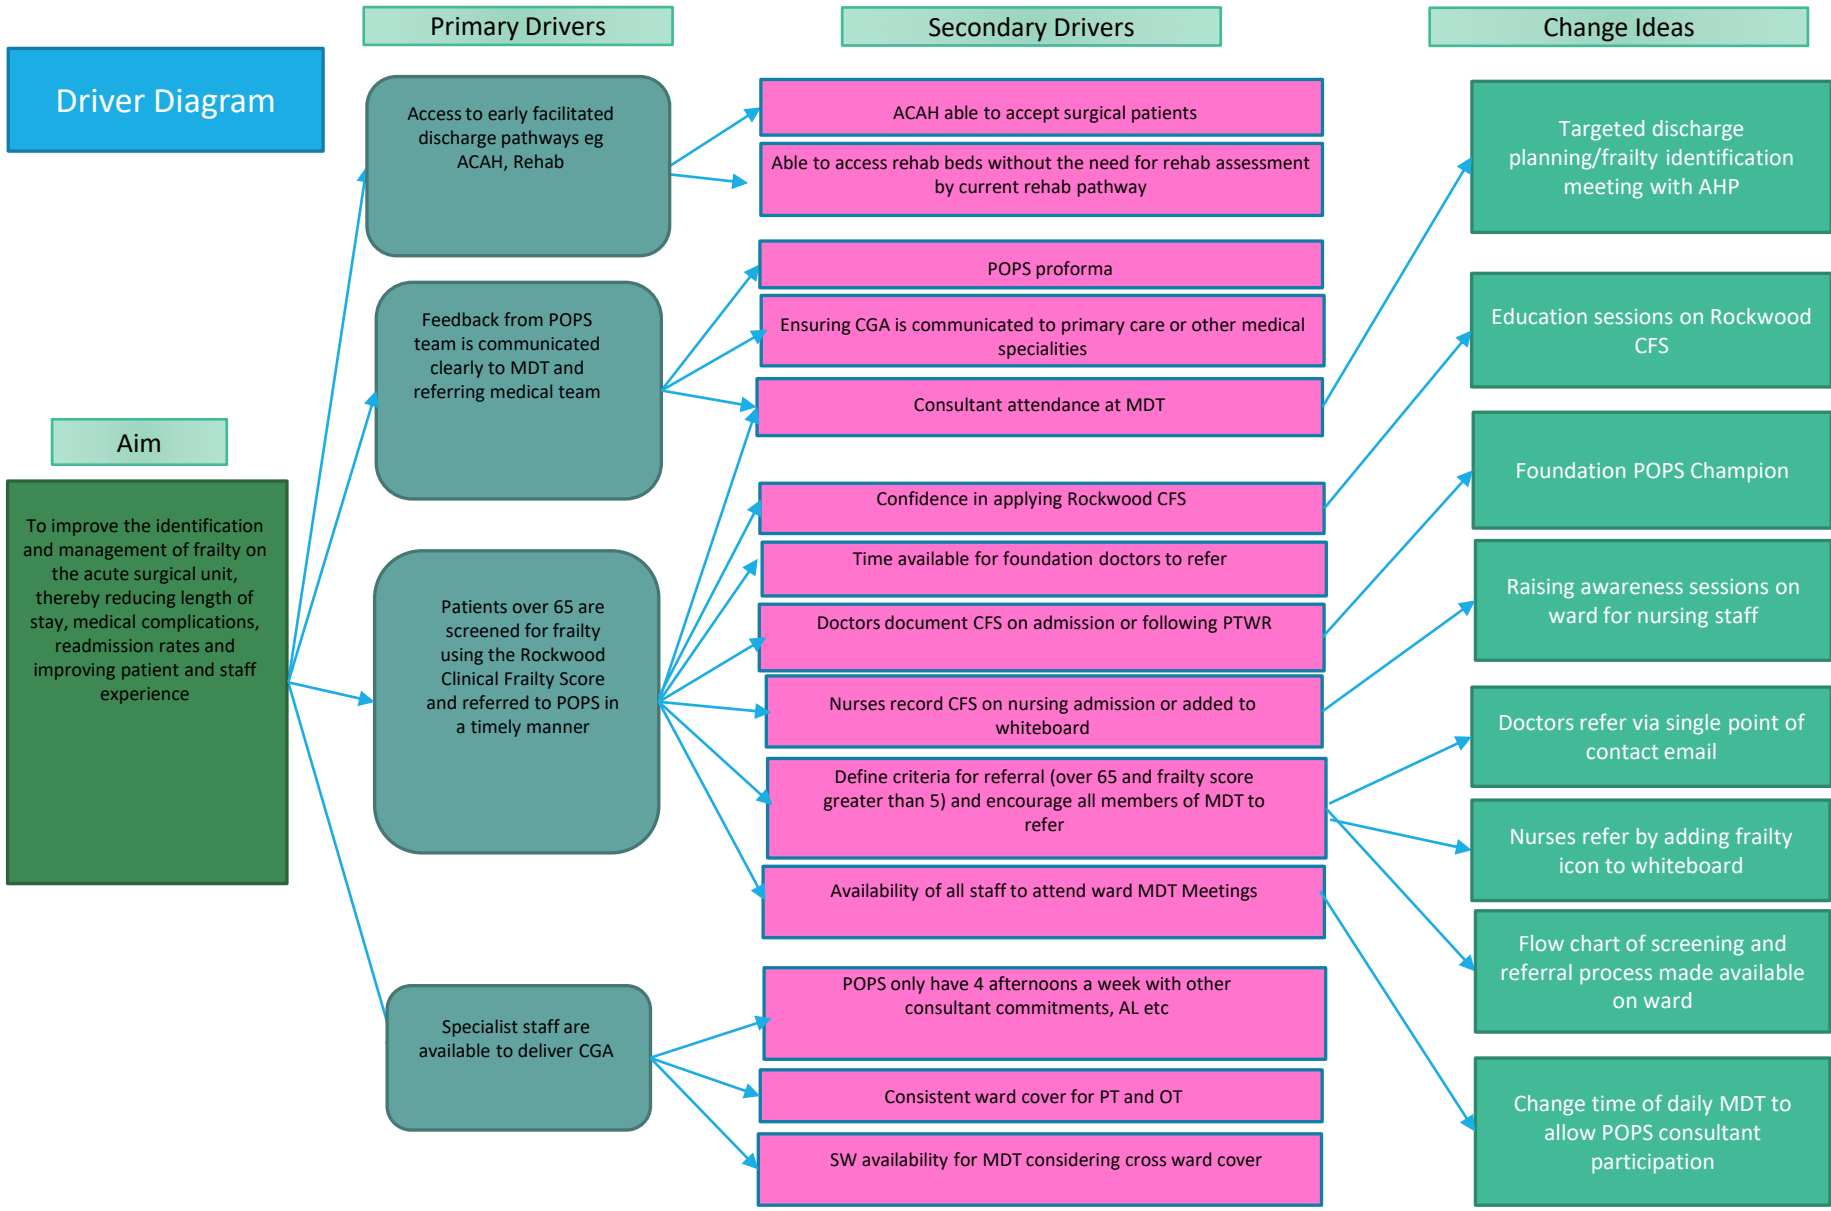 Primary Drivers
Secondary Drivers
Change Ideas
Driver Diagram
Aim
To improve the identification
and management of frailty on
the acute surgical unit,
thereby reducing length of
stay, medical complications,
readmission rates and
improving patient and staff
experience
Access to early facilitated
discharge pathways eg
ACAH, Rehab
Feedback from POPS
team is communicated
clearly to MDT and
referring medical team
Patients over 65 are
screened for frailty
using the Rockwood
Clinical Frailty Score
and referred to POPS in
a timely manner
Specialist staff are
available to deliver CGA
ACAH able to accept surgical patients
Able to access rehab beds without the need for rehab assessment
by current rehab pathway
POPS proforma
Ensuring CGA is communicated to primary care or other medical
specialities
Consultant attendance at MDT
Confidence in applying Rockwood CFS
Time available for foundation doctors to refer
Doctors document CFS on admission or following PTWR
Nurses record CFS on nursing admission or added to
whiteboard
Define criteria for referral (over 65 and frailty score
greater than 5) and encourage all members of MDT to
refer
Availability of all staff to attend ward MDT Meetings
POPS only have 4 afternoons a week with other
consultant commitments, AL etc
Consistent ward cover for PT and OT
SW availability for MDT considering cross ward cover
Targeted discharge
planning/frailty identification
meeting with AHP
Education sessions on Rockwood
CFS
Foundation POPS Champion
Raising awareness sessions on
ward for nursing staff
Doctors refer via single point of
contact email
Nurses refer by adding frailty
icon to whiteboard
Flow chart of screening and
referral process made available
on ward
Change time of daily MDT to
allow POPS consultant
participation